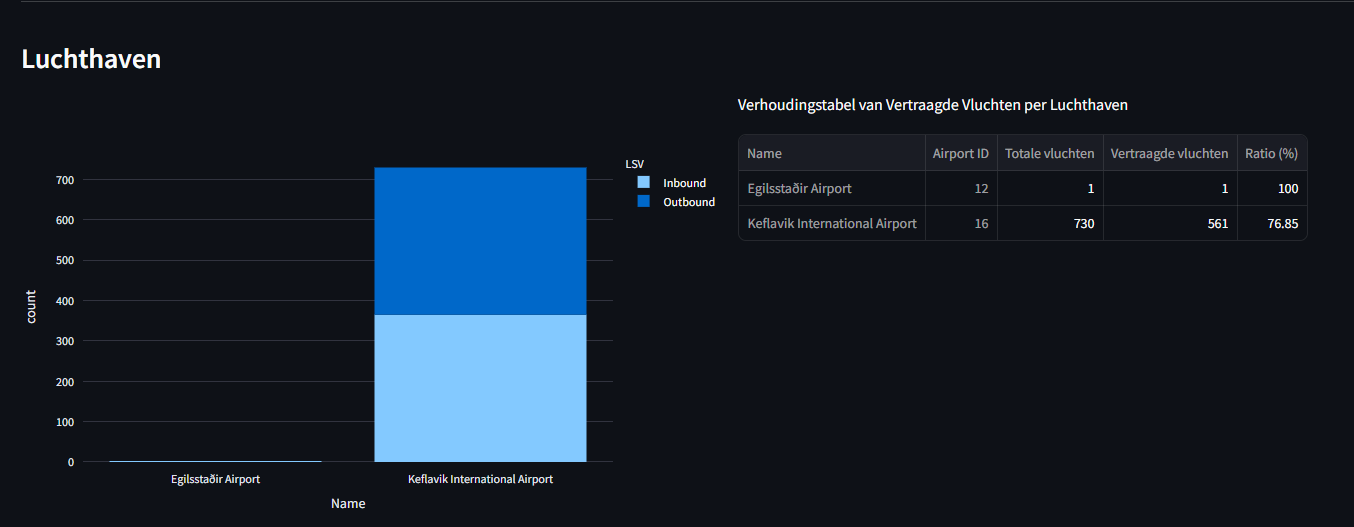 Luchthaven
700
600
500
400
300
200
100
0
count
Egilsstaðir Airport
Keflavik International Airport
Name
LSV
Inbound
Outbound
Verhoudingstabel van Vertraagde Vluchten per Luchthaven
Name Airport ID Totale vluchten Vertraagde vluchten Ratio (%)
Egilsstaðir Airport 12 1 1 100
Keflavik International Airport 16 730 561 76.85